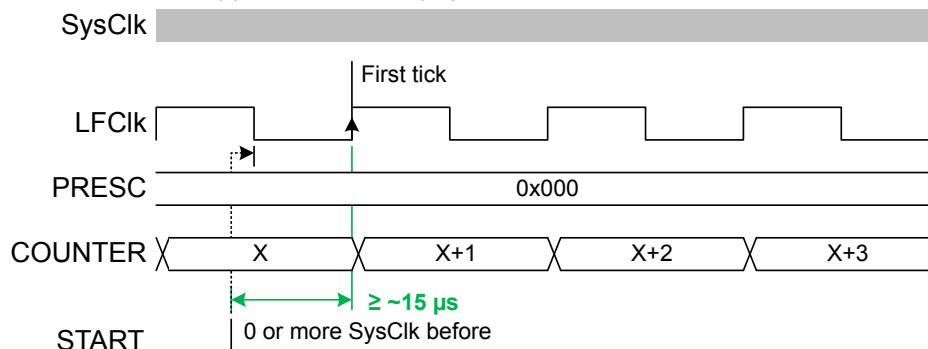 SysClk
First tick
LFClk
PRESC 0x000
COUNTER X X+1 X+2 X+3
≥ ~15 µs
0 or more SysClk before
START